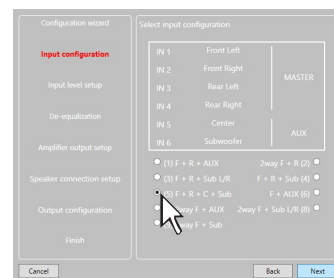 Configuration wizard
Input configuration
Input level setup
De-equalization
Amplifier output setup
Speaker connection setup
Output configuration
Finish
Select input configuration
IN 1 Front Left
IN 2 Front Right
IN 3 Rear Left
IN 4 Rear Right
MASTER
IN 5 Center
IN 6 Subwoofer
AUX
(1) F + R + AUX 2way F + R (2)
(3) F + R + Sub L/R F + R + Sub (4)
(5) F + R + C + Sub F + AUX (6)
way F + AUX 2way F + Sub L/R (8)
F + Sub
Cancel Back Next